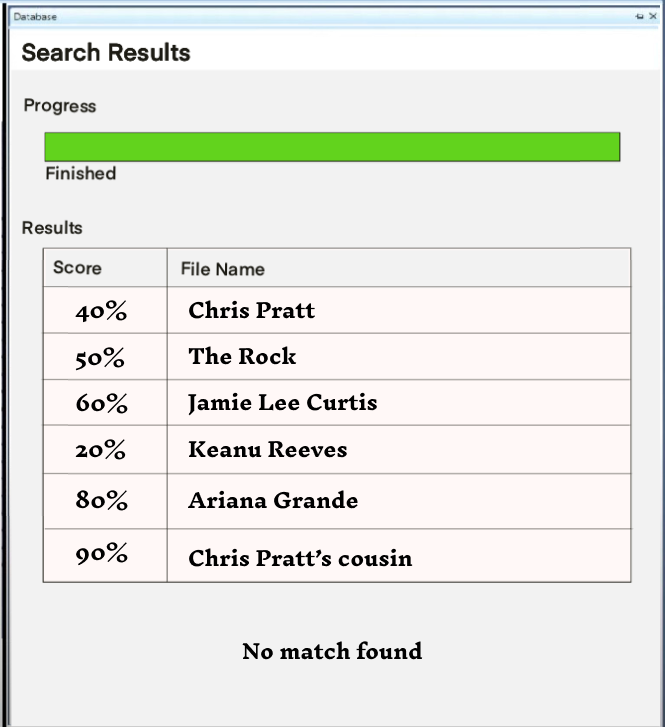 Database
Search Results
Progress
Finished
Results
Score File Name
40% Chris Pratt
50% The Rock
60% Jamie Lee Curtis
20% Keanu Reeves
80% Ariana Grande
90% Chris Pratt’s cousin
No match found